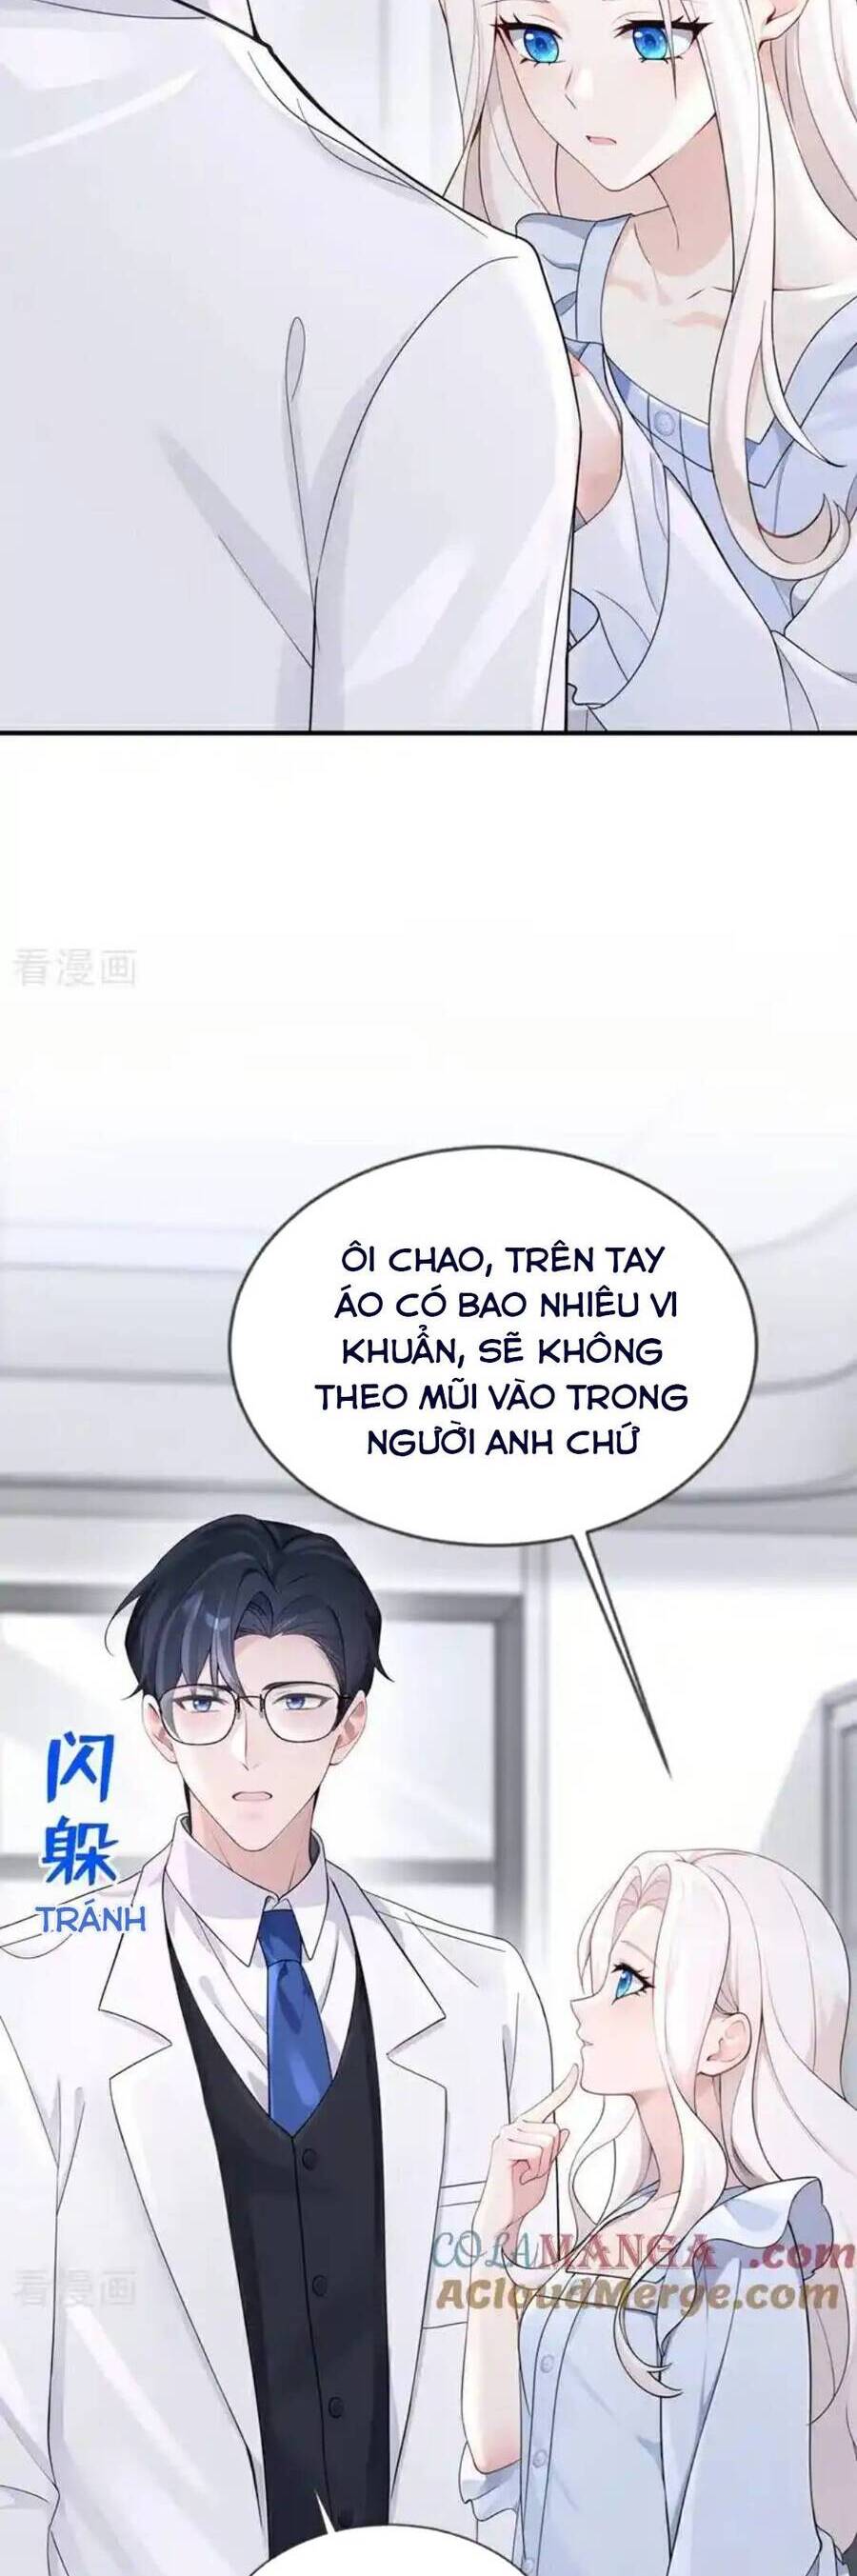 看漫画
ÔI CHAO, TRÊN TAY
ÁO CÓ BAO NHIÊU VI
KHUẨN, SẼ KHÔNG
THEO MŨI VÀO TRONG
NGƯỜI ANH CHỨ
闪
躲
TRÁNH
COLAMANGA.com
ACloudMerge.com
看漫画